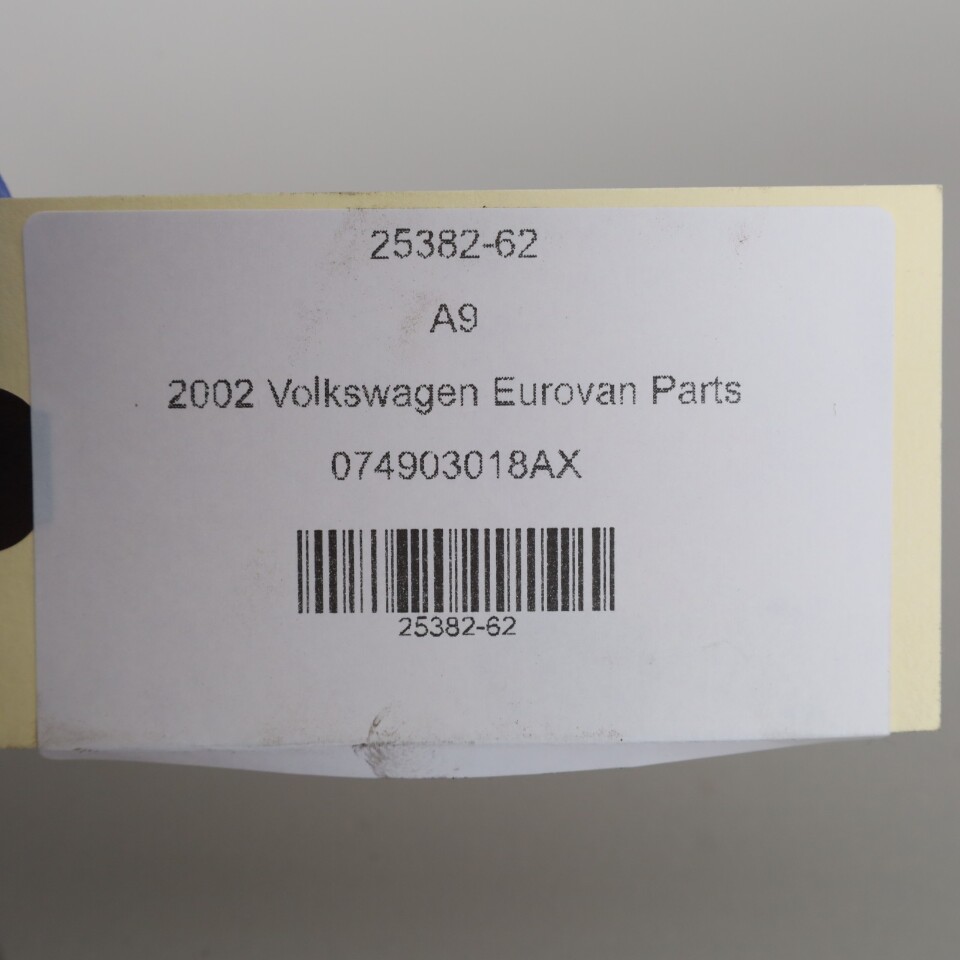 25382-62
A9
2002 Volkswagen Eurovan Parts
074903018AX
25382-62